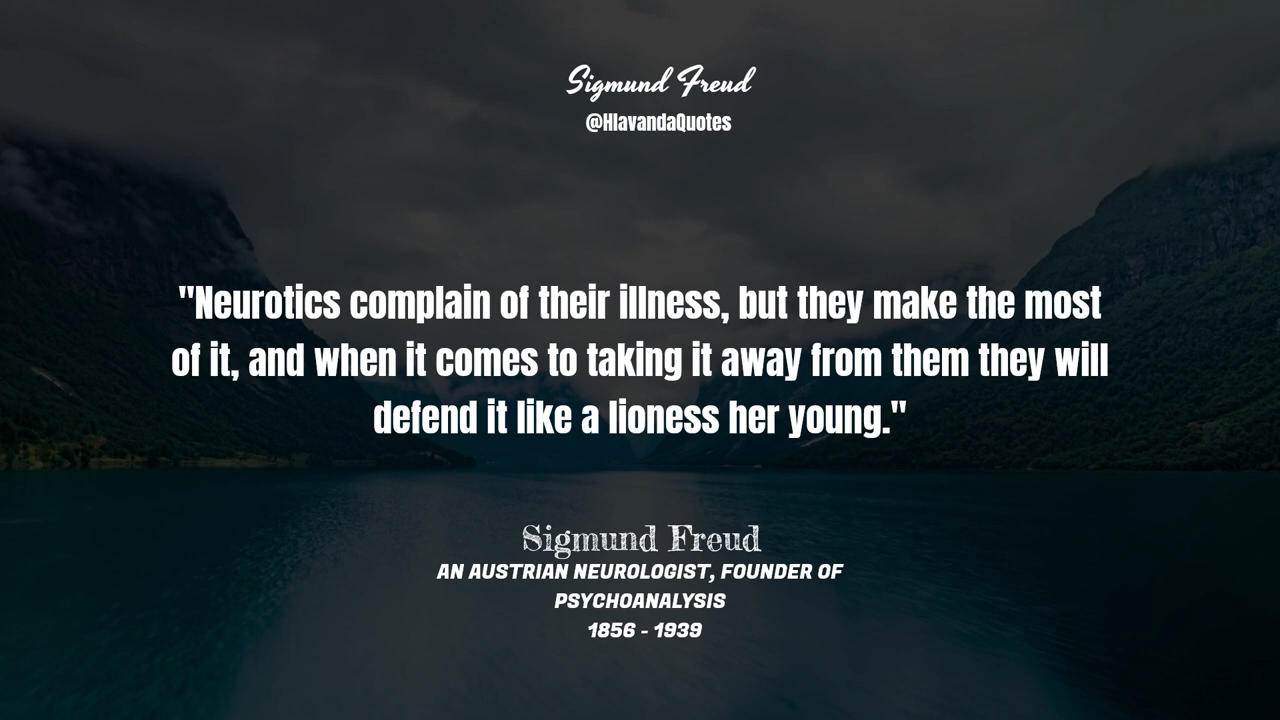 Sigmund Freud
@HlavandaQuotes
"Neurotics complain of their illness, but they make the most
of it, and when it comes to taking it away from them they will
defend it like a lioness her young."
Sigmund Freud
AN AUSTRIAN NEUROLOGIST, FOUNDER OF
PSYCHOANALYSIS
1856 - 1939